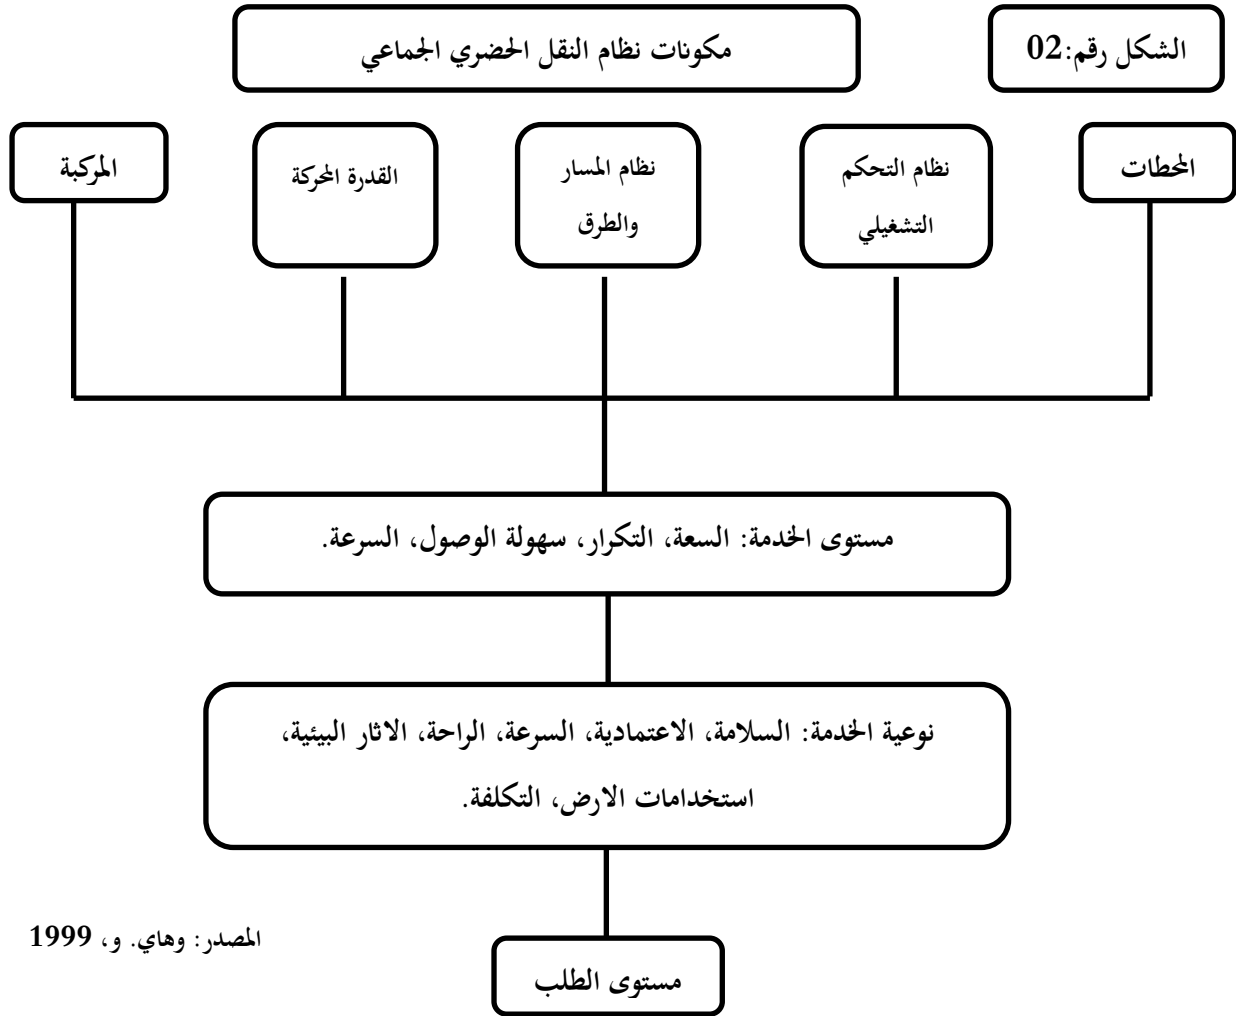 الشكل رقم:02
مكونات نظام النقل الحضري الجماعي
المحطات
نظام التحكم
التشغيلي
نظام المسار
والطرق
القدرة المحركة
المركبة
مستوى الخدمة: السعة، التكرار، سهولة الوصول، السرعة.
نوعية الخدمة: السلامة، الاعتمادية، السرعة، الراحة، الاثار البيئية،
استخدامات الارض، التكلفة.
مستوى الطلب
المصدر: وهاي. و، 1999